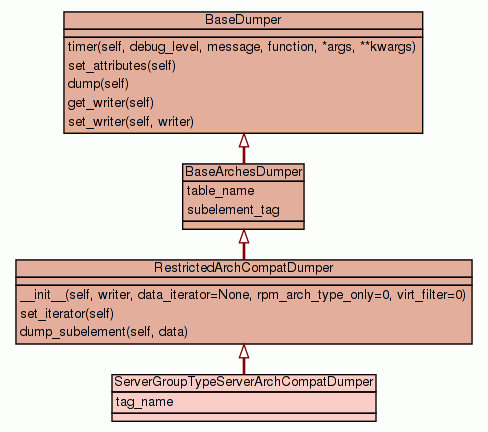 BaseDumper
timer(self, debug_level, message, function, *args, **kwargs)
set_attributes(self)
dump(self)
get_writer(self)
set_writer(self, writer)
BaseArchesDumper
table_name
subelement_tag
RestrictedArchCompatDumper
__init__(self, writer, data_iterator=None, rpm_arch_type_only=0, virt_filter=0)
set_iterator(self)
dump_subelement(self, data)
ServerGroupTypeServerArchCompatDumper
tag_name